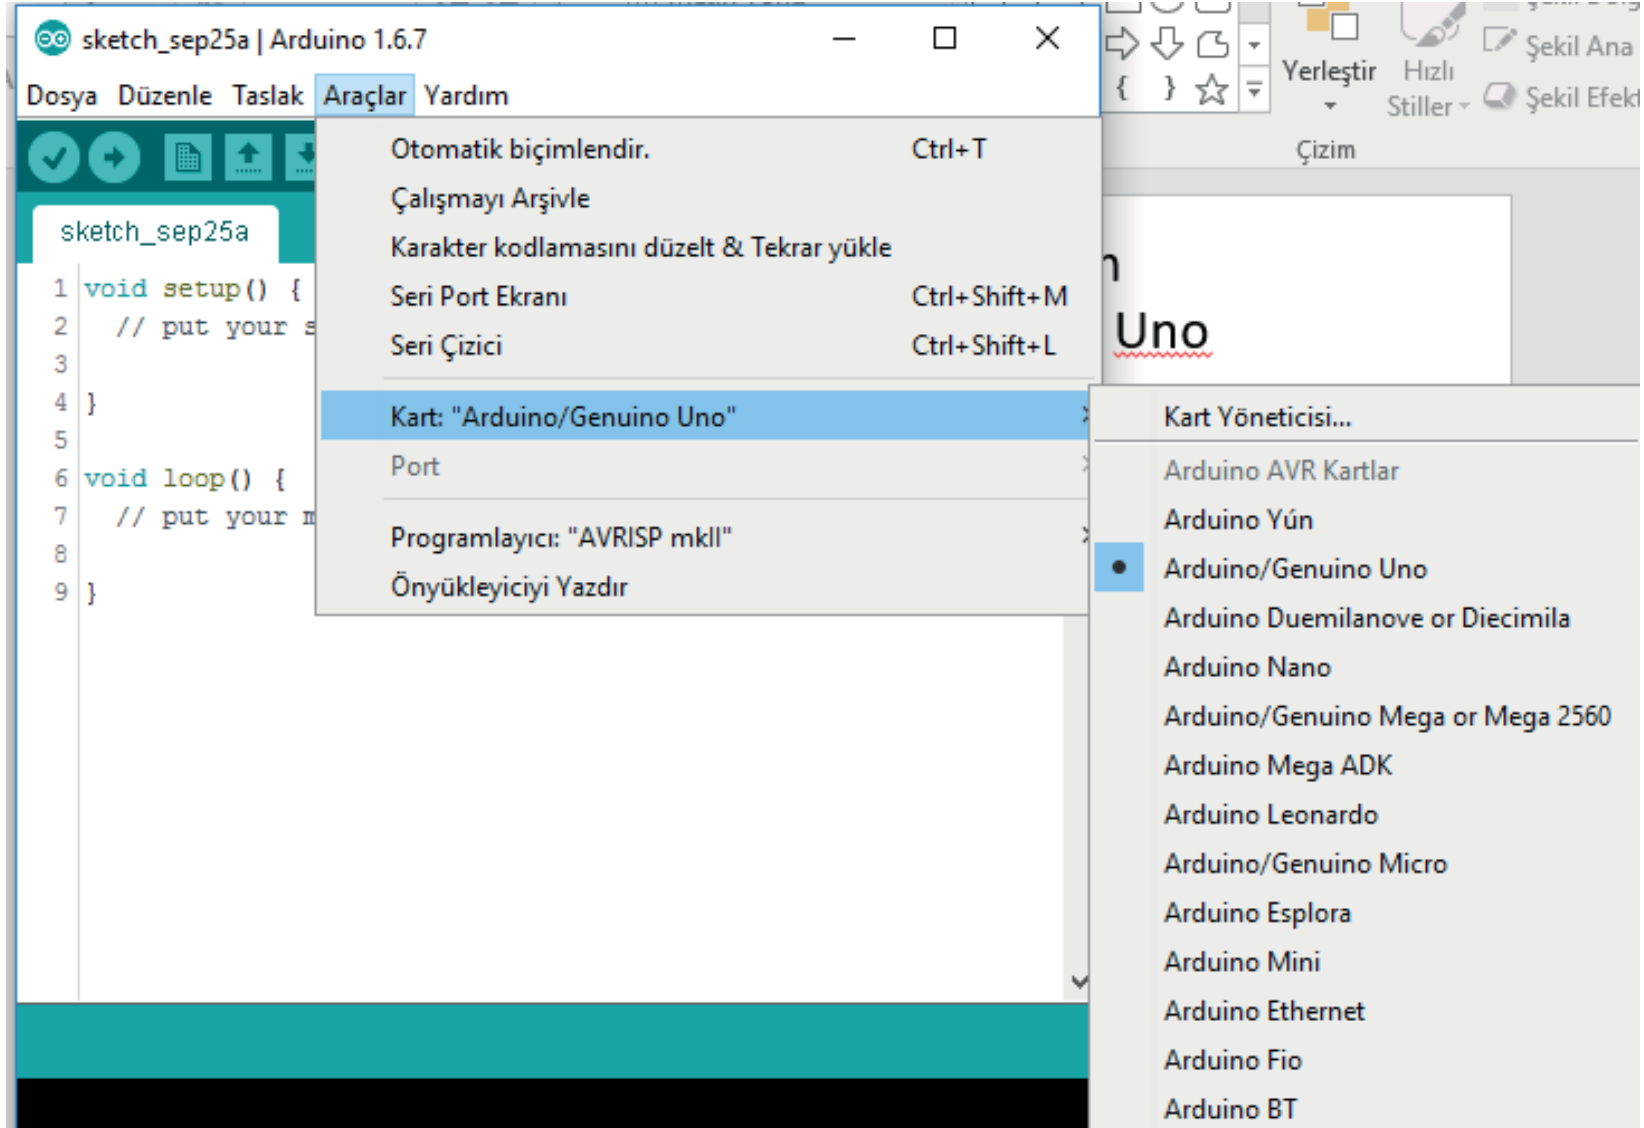 sketch_sep25a | Arduino 1.6.7
Dosya Düzenle Taslak Araçlar Yardım
sketch_sep25a
1 void setup() {
2 // put your s
3
4 }
5
6 void loop() {
7 // put your m
8
9 }
Otomatik biçimlendir. Ctrl+T
Çalışmayı Arşivle
Karakter kodlamasını düzelt & Tekrar yükle
Seri Port Ekranı Ctrl+Shift+M
Seri Çizici Ctrl+Shift+L
Kart: "Arduino/Genuino Uno"
Port
Programlayıcı: "AVRISP mkII"
Önyükleyiciyi Yazdır
Kart Yöneticisi...
Arduino AVR Kartlar
Arduino Yún
Arduino/Genuino Uno
Arduino Duemilanove or Diecimila
Arduino Nano
Arduino/Genuino Mega or Mega 2560
Arduino Mega ADK
Arduino Leonardo
Arduino/Genuino Micro
Arduino Esplora
Arduino Mini
Arduino Ethernet
Arduino Fio
Arduino BT
Yerleştir
Hızlı
Stiller
Şekil Ana
Şekil Efekt
Çizim
Uno